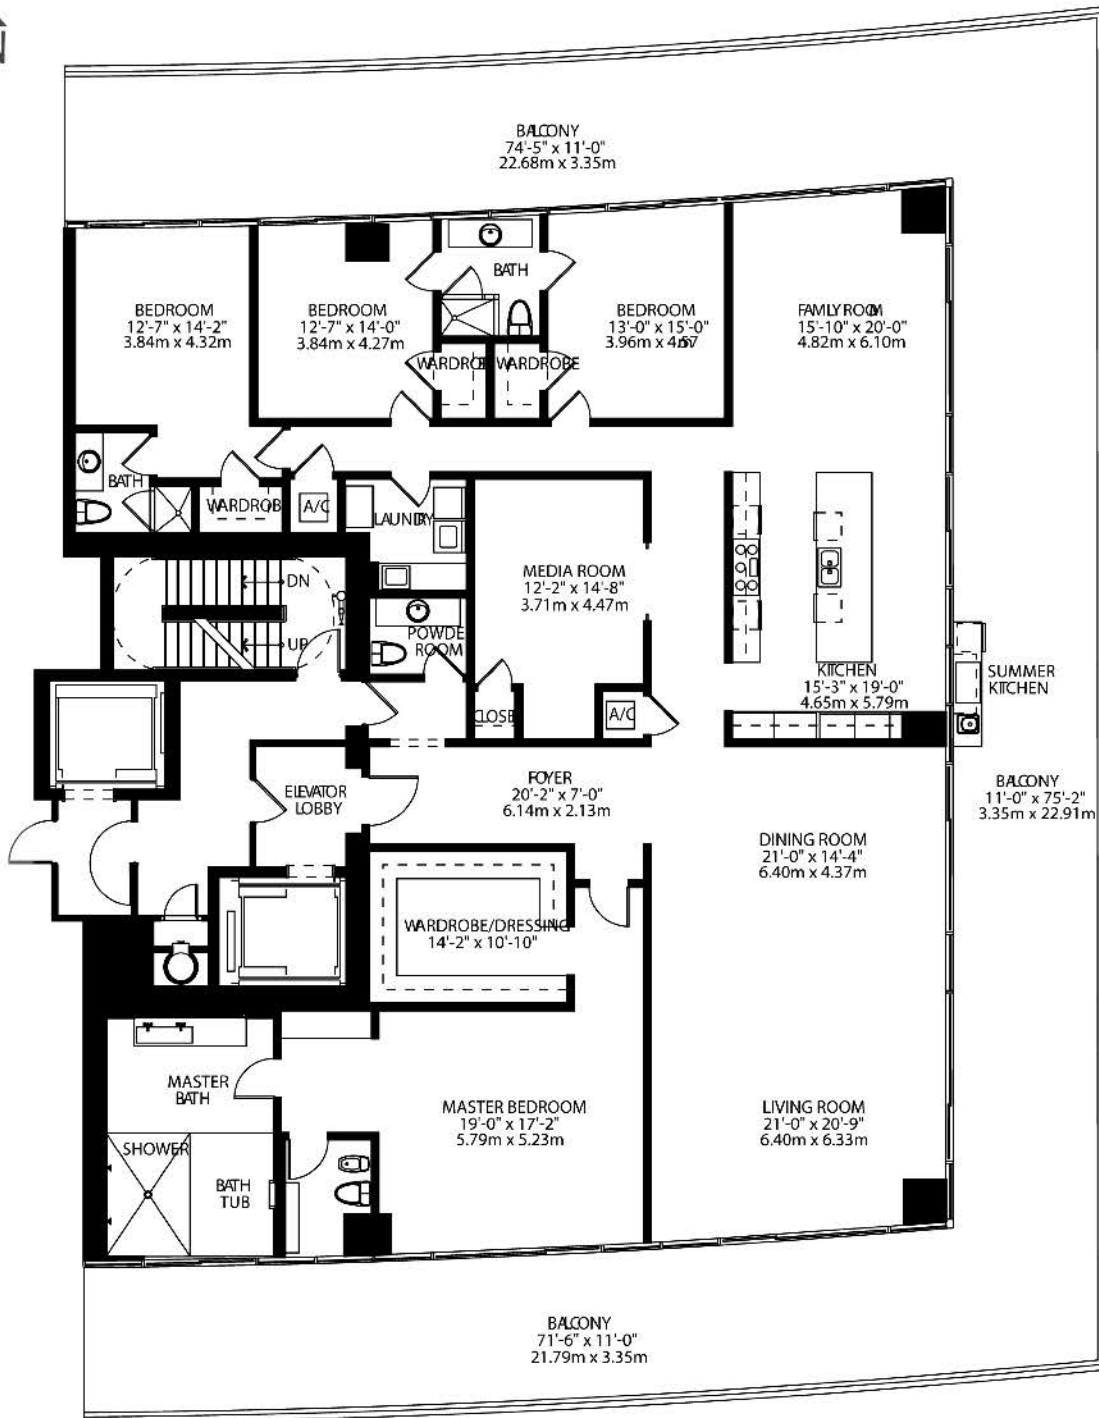 N
BALCONY
74'-5" x 11'-0"
22.68m x 3.35m
BATH
BEDROOM
12'-7" x 14'-2"
3.84m x 4.32m
BEDROOM
12'-7" x 14'-0"
3.84m x 4.27m
BEDROOM
13'-0" x 15'-0"
3.96m x 4.57
FAMILY ROOM
15'-10" x 20'-0"
4.82m x 6.10m
WARDROBE
WARDROBE
BATH
WARDROB
A/C
LAUNDRY
MEDIA ROOM
12'-2" x 14'-8"
3.71m x 4.47m
DN
UP
POWDE
ROOM
KITCHEN
15'-3" x 19'-0"
4.65m x 5.79m
SUMMER
KITCHEN
CLOSE
A/C
ELEVATOR
LOBBY
FOYER
20'-2" x 7'-0"
6.14m x 2.13m
BALCONY
11'-0" x 75'-2"
3.35m x 22.91m
DINING ROOM
21'-0" x 14'-4"
6.40m x 4.37m
WARDROBE/DRESSING
14'-2" x 10'-10"
MASTER
BATH
MASTER BEDROOM
19'-0" x 17'-2"
5.79m x 5.23m
LIVING ROOM
21'-0" x 20'-9"
6.40m x 6.33m
SHOWER
BATH
TUB
BALCONY
71'-6" x 11'-0"
21.79m x 3.35m